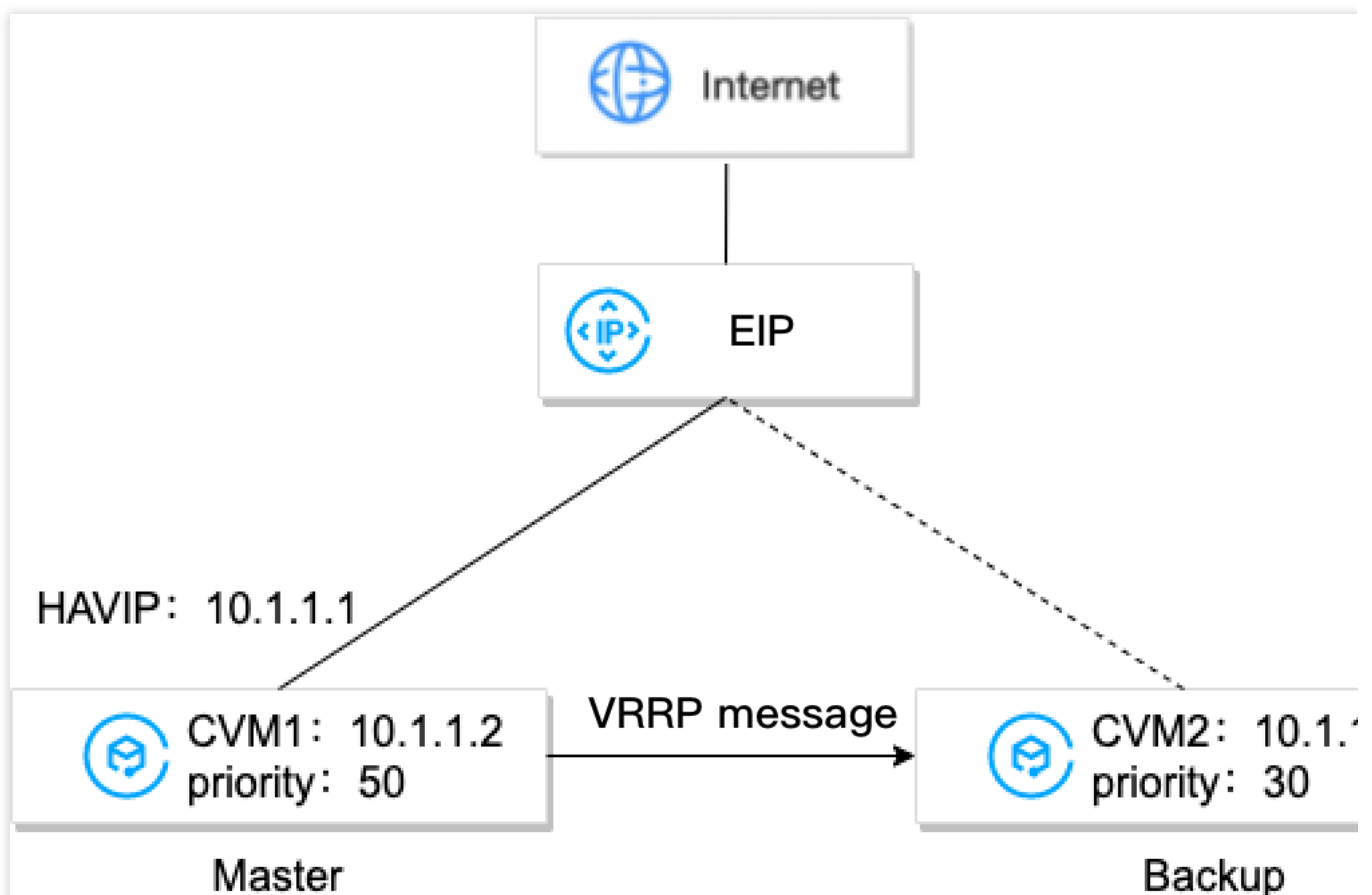 Internet
IP
EIP
HAVIP：10.1.1.1
CVM1：10.1.1.2
priority：50
VRRP message
CVM2：
priority：30
Master
Backup